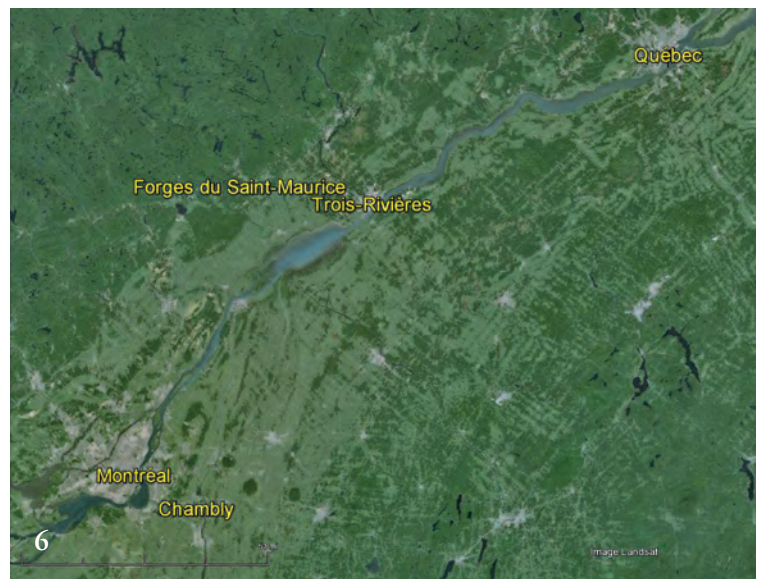 Québec
Forges du Saint-Maurice
Trois-Rivières
Montréal
Chambly
6
Image Landsat